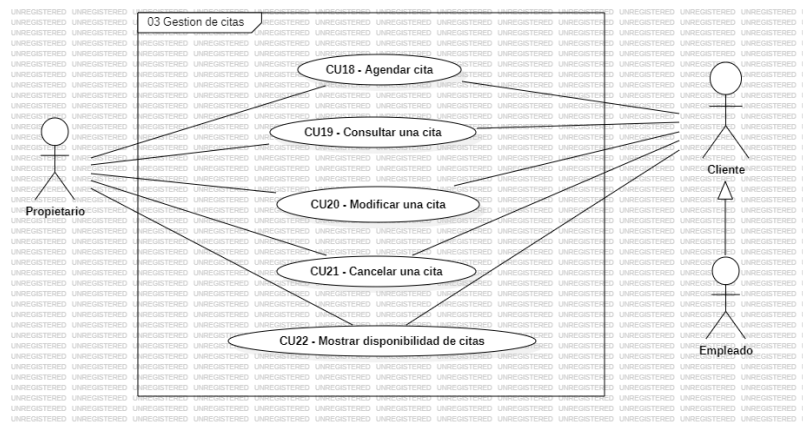 03 Gestion de citas
CU18 - Agendar cita
CU19 - Consultar una cita
CU20 - Modificar una cita
CU21 - Cancelar una cita
CU22 - Mostrar disponibilidad de citas
Propietario
Cliente
Empleado
UNREGISTERED